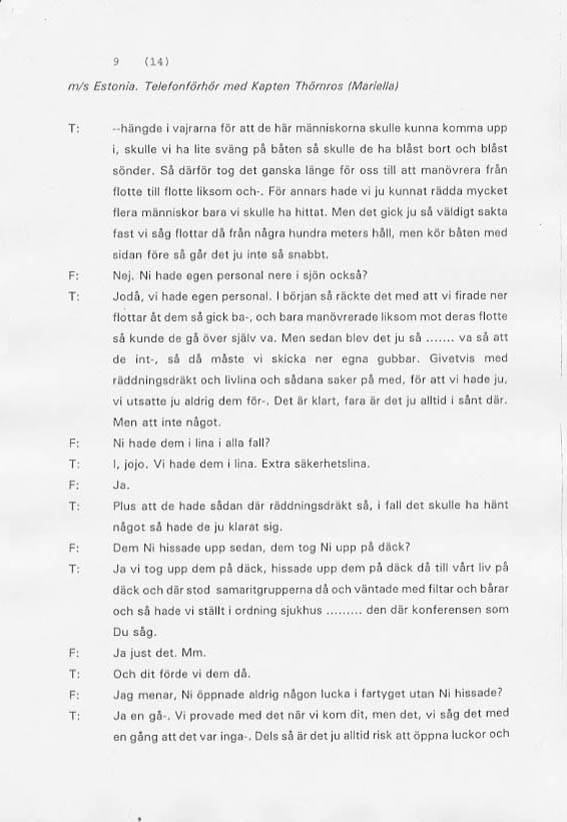 9 (14)
m/s Estonia. Telefonförhör med Kapten Thörnros (Mariella)
T: --hängde i vajrarna för att de här människorna skulle kunna komma upp
i, skulle vi ha lite sväng på båten så skulle de ha blåst bort och blåst
sönder. Så därför tog det ganska länge för oss till att manövrera från
flotte till flotte liksom och-. För annars hade vi ju kunnat rädda mycket
flera människor bara vi skulle ha hittat. Men det gick ju så väldigt sakta
fast vi såg flottar då från några hundra meters håll, men kör båten med
sidan före så går det ju inte så snabbt.
F: Nej. Ni hade egen personal nere i sjön också?
T: Jodå, vi hade egen personal. I början så räckte det med att vi firade ner
flottar åt dem så gick ba-, och bara manövrerade liksom mot deras flotte
så kunde de gå över själv va. Men sedan blev det ju så ....... va så att
de int-, så då måste vi skicka ner egna gubbar. Givetvis med
räddningsdräkt och livlina och sådana saker på med, för att vi hade ju,
vi utsatte ju aldrig dem för-. Det är klart, fara är det ju alltid i sånt där.
Men att inte något.
F: Ni hade dem i lina i alla fall?
T: I, jojo. Vi hade dem i lina. Extra säkerhetslina.
F: Ja.
T: Plus att de hade sådan där räddningsdräkt så, i fall det skulle ha hänt
något så hade de ju klarat sig.
F: Dem Ni hissade upp sedan, dem tog Ni upp på däck?
T: Ja vi tog upp dem på däck, hissade upp dem på däck då till vårt liv på
däck och där stod samaritgrupperna då och väntade med filtar och bårar
och så hade vi ställt i ordning sjukhus ......... den där konferensen som
Du såg.
F: Ja just det. Mm.
T: Och dit förde vi dem då.
F: Jag menar, Ni öppnade aldrig någon lucka i fartyget utan Ni hissade?
T: Ja en gå-. Vi provade med det när vi kom dit, men det, vi såg det med
en gång att det var inga-. Dels så är det ju alltid risk att öppna luckor och